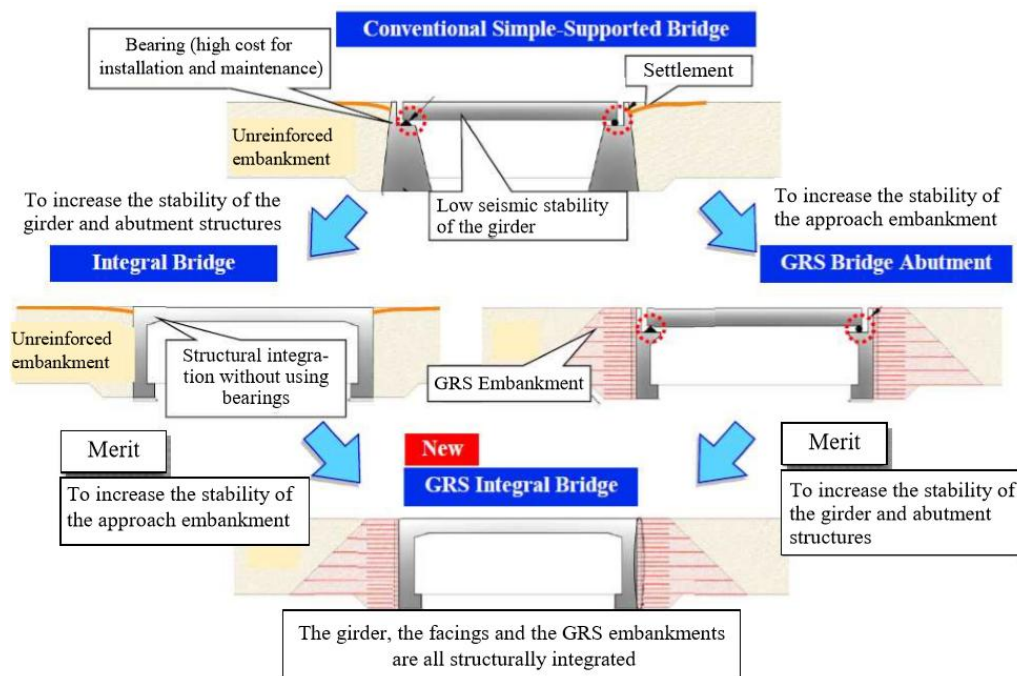 Conventional Simple-Supported Bridge
Bearing (high cost for
installation and maintenance)
Settlement
Unreinforced
embankment
Low seismic stability
of the girder
To increase the stability of the
girder and abutment structures
To increase the stability of
the approach embankment
Integral Bridge
GRS Bridge Abutment
Unreinforced
embankment
Structural integra-
tion without using
bearings
GRS Embankment
Merit
To increase the stability of
the approach embankment
New
GRS Integral Bridge
Merit
To increase the stability of
the girder and abutment
structures
The girder, the facings and the GRS embankments
are all structurally integrated